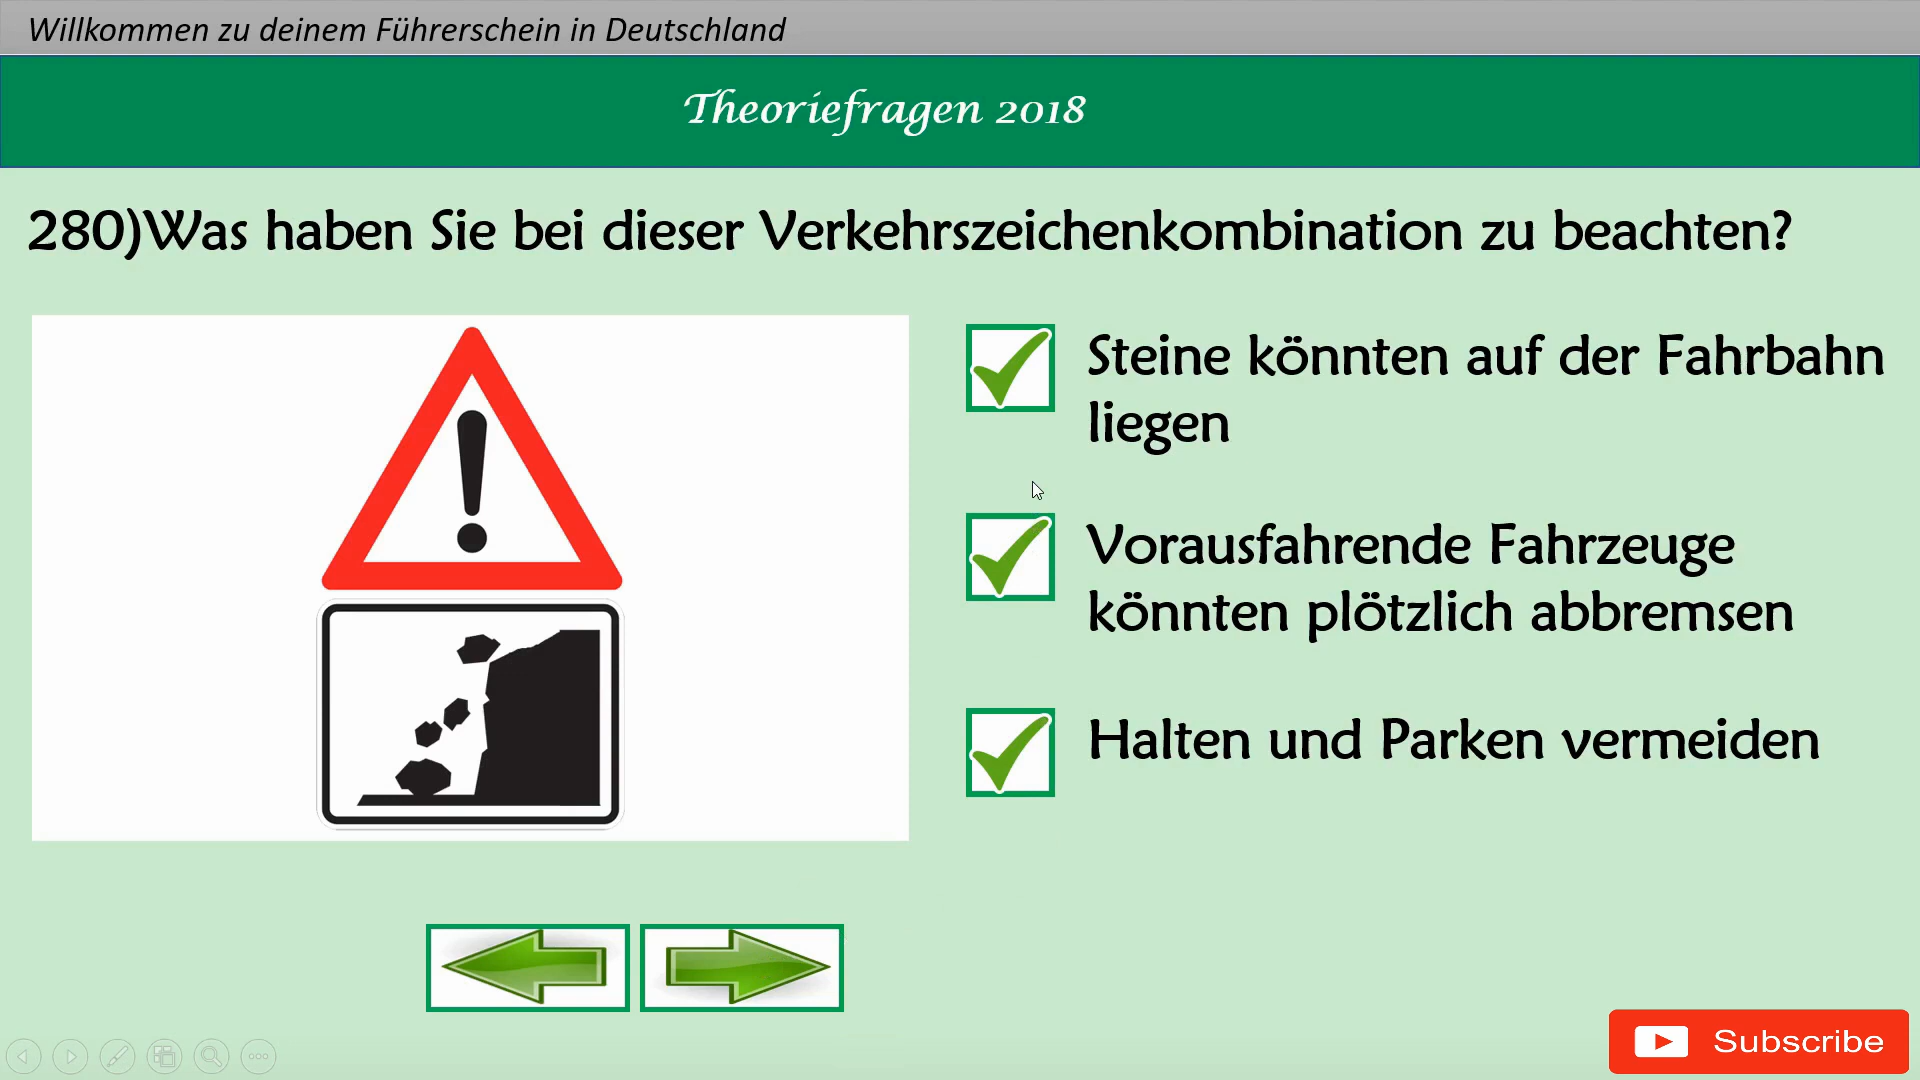 Willkommen zu deinem Führerschein in Deutschland
Theoriefragen 2018
280)Was haben Sie bei dieser Verkehrszeichenkombination zu beachten?
Steine könnten auf der Fahrbahn
liegen
Vorausfahrende Fahrzeuge
könnten plötzlich abbremsen
Halten und Parken vermeiden
Subscribe